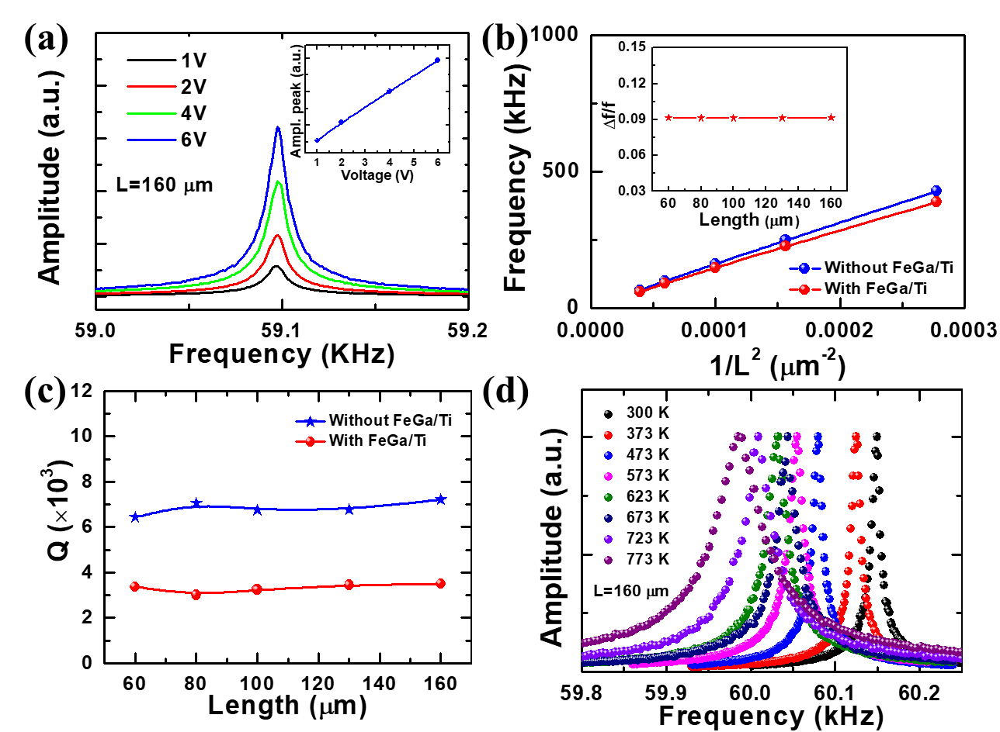 (a)
Amplitude (a.u.)
1V
2V
4V
6V
L=160 μm
Ampl. peak (a.u.)
1 2 3 4 5 6
Voltage (V)
59.0 59.1 59.2
Frequency (KHz)
(b)
Frequency (kHz)
1000
500
0
Δf/f
0.15
0.12
0.09
0.06
0.03
60 80 100 120 140 160
Length (μm)
Without FeGa/Ti
With FeGa/Ti
0.0000 0.0001 0.0002 0.0003
1/L² (μm⁻²)
(c)
Q (×10³)
12
10
8
6
4
2
0
Without FeGa/Ti
With FeGa/Ti
60 80 100 120 140 160
Length (μm)
(d)
Amplitude (a.u.)
300 K
373 K
473 K
573 K
623 K
673 K
723 K
773 K
L=160 μm
59.8 59.9 60.0 60.1 60.2
Frequency (kHz)